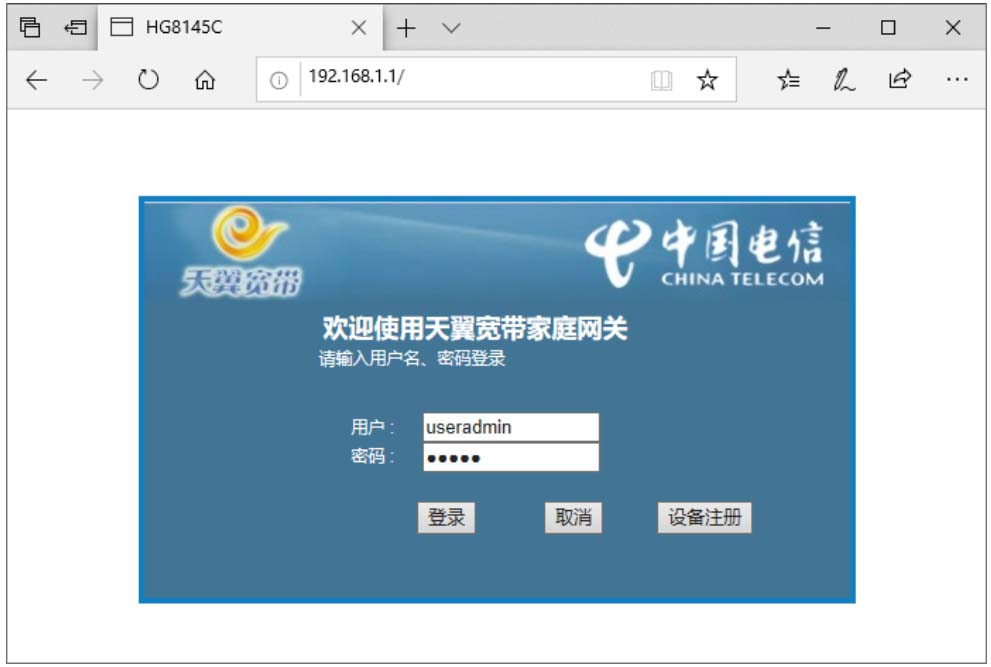 HG8145C
192.168.1.1/
天翼宽带
中国电信
CHINA TELECOM
欢迎使用天翼宽带家庭网关
请输入用户名、密码登录
用户：
useradmin
密码：
●●●●●
登录
取消
设备注册